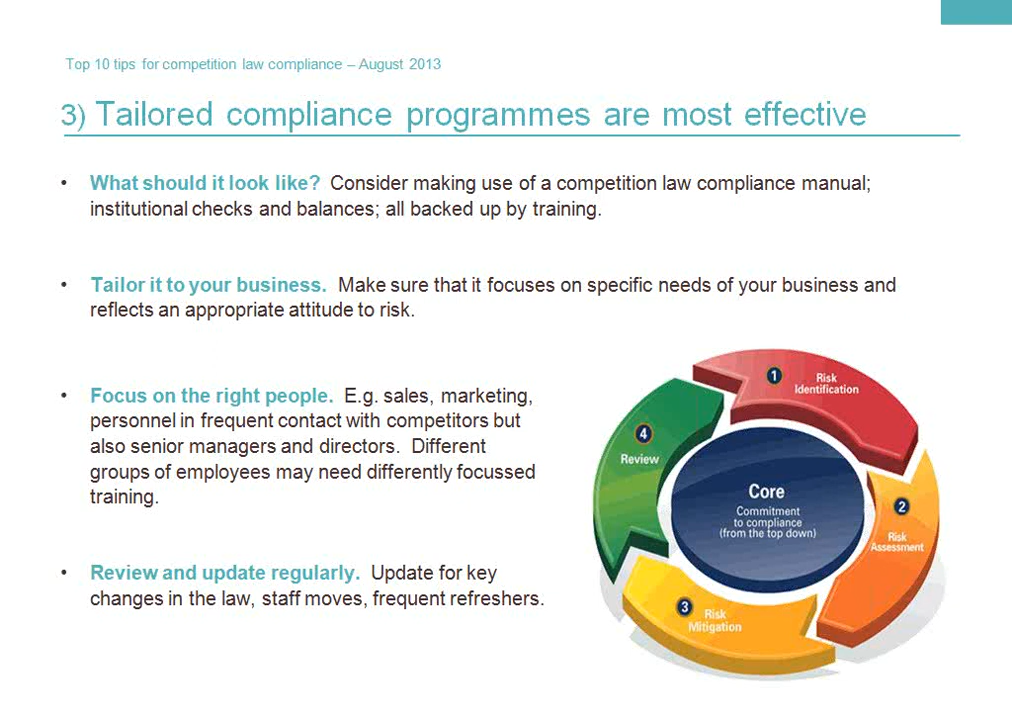 Top 10 tips for competition law compliance – August 2013
3) Tailored compliance programmes are most effective
• What should it look like? Consider making use of a competition law compliance manual;
institutional checks and balances; all backed up by training.
• Tailor it to your business. Make sure that it focuses on specific needs of your business and
reflects an appropriate attitude to risk.
• Focus on the right people. E.g. sales, marketing,
personnel in frequent contact with competitors but
also senior managers and directors. Different
groups of employees may need differently focussed
training.
• Review and update regularly. Update for key
changes in the law, staff moves, frequent refreshers.
1 Risk
Identification
2
Risk
Assessment
3 Risk
Mitigation
4
Review
Core
Commitment
to compliance
(from the top down)